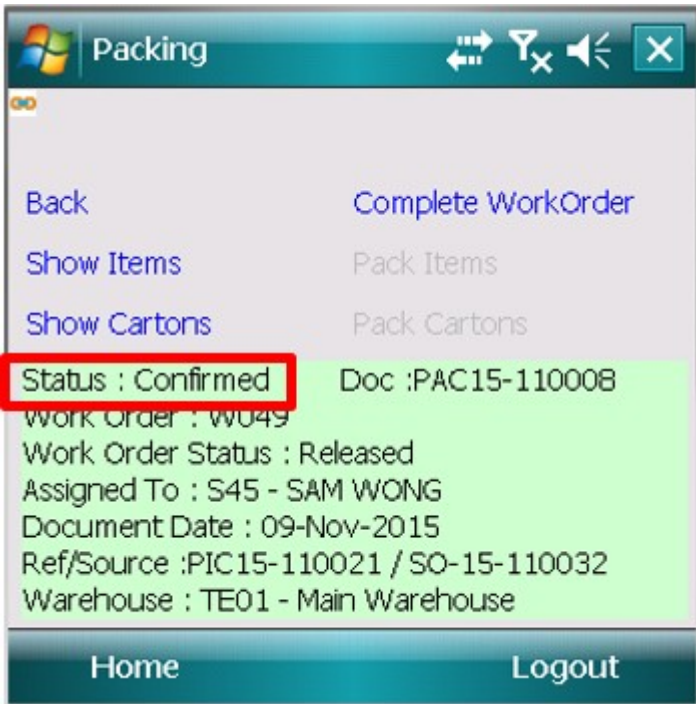 Packing
Back Complete WorkOrder
Show Items Pack Items
Show Cartons Pack Cartons
Status : Confirmed Doc :PAC15-110008
Work Order : WO49
Work Order Status : Released
Assigned To : S45 - SAM WONG
Document Date : 09-Nov-2015
Ref/Source :PIC15-110021 / SO-15-110032
Warehouse : TE01 - Main Warehouse
Home Logout